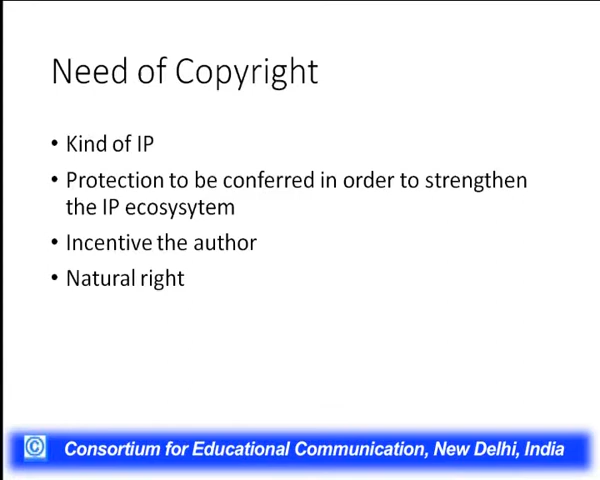 Need of Copyright
• Kind of IP
• Protection to be conferred in order to strengthen
the IP ecosysytem
• Incentive the author
• Natural right
© Consortium for Educational Communication, New Delhi, India